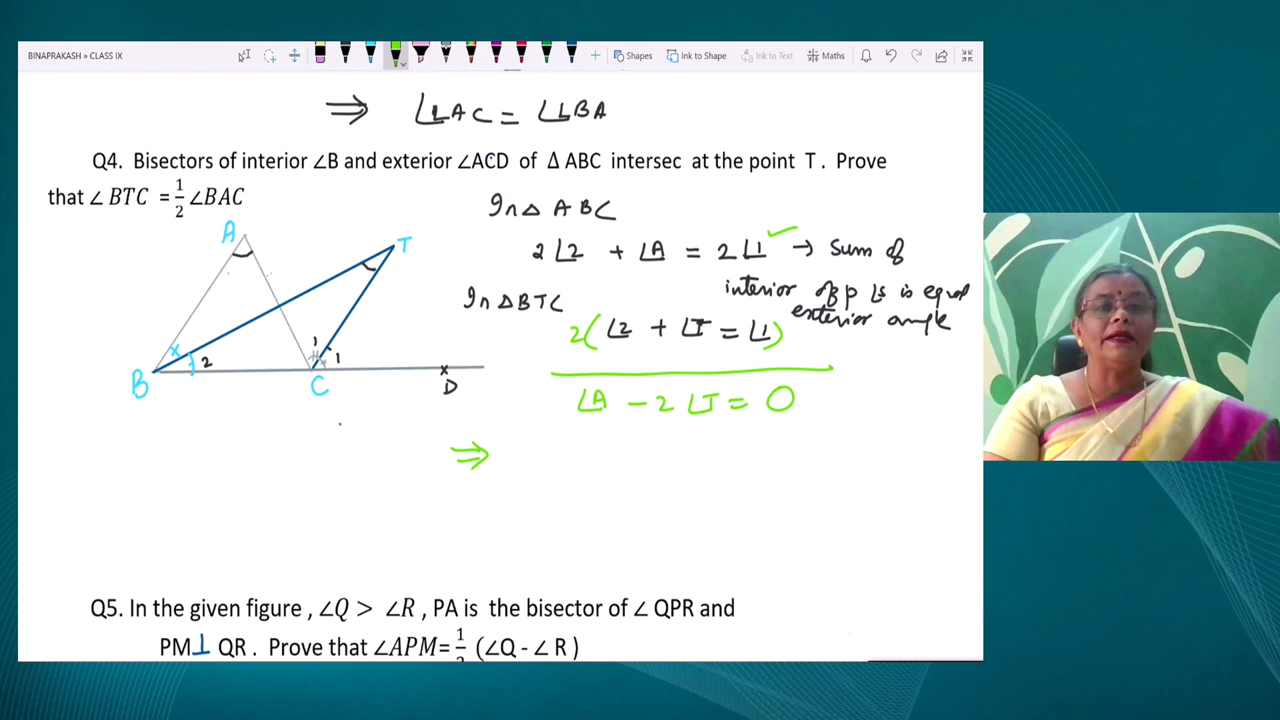 BINAPRAKASH » CLASS IX
Shapes Ink to Shape Ink to Text Maths
⇒ ∠LAC = ∠LBA
Q4. Bisectors of interior ∠B and exterior ∠ACD of Δ ABC intersec at the point T . Prove
that ∠ BTC = 1/2 ∠BAC
In Δ ABC
2∠2 + ∠A = 2∠1 → Sum of
interior opp ∠s is equal
exterior angle
In ΔBTC
2(∠2 + ∠T = ∠1)
∠A − 2∠T = 0
⇒
A
T
B
x
2
1
1
C
x
D
Q5. In the given figure , ∠Q > ∠R , PA is the bisector of ∠ QPR and
PM⊥ QR . Prove that ∠APM= 1/2 (∠Q - ∠ R )